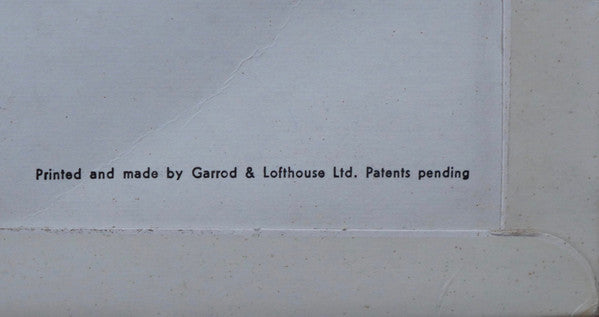 Printed and made by Garrod & Lofthouse Ltd. Patents pending